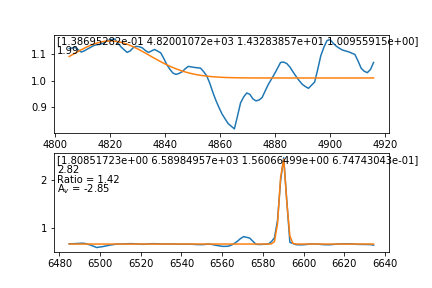 [1.38695282e-01 4.82001072e+03 1.43283857e+01 1.00955915e+00]
1.99
1.1
1.0
0.9
4800 4820 4840 4860 4880 4900 4920
[1.80851723e+00 6.58984957e+03 1.56066499e+00 6.74743043e-01]
2.82
Ratio = 1.42
Av = -2.85
2
1
6480 6500 6520 6540 6560 6580 6600 6620 6640